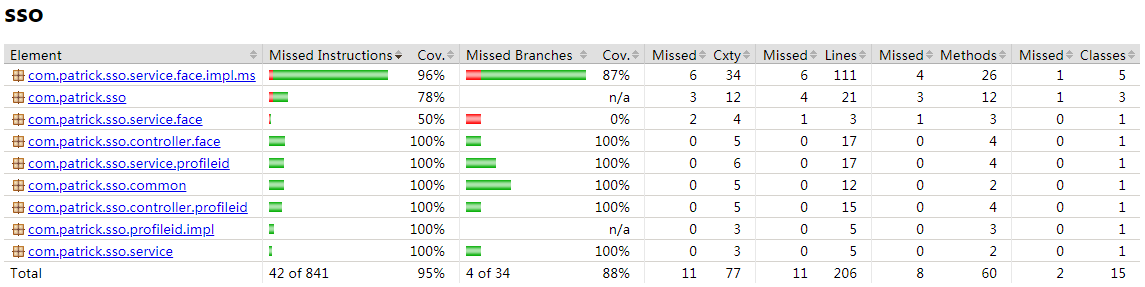 sso
Element Missed Instructions Cov. Missed Branches Cov. Missed Cxty Missed Lines Missed Methods Missed Classes
com.patrick.sso.service.face.impl.ms 96% 87% 6 34 6 111 4 26 1 5
com.patrick.sso 78% n/a 3 12 4 21 3 12 1 3
com.patrick.sso.service.face 50% 0% 2 4 1 3 1 3 0 1
com.patrick.sso.controller.face 100% 100% 0 5 0 17 0 4 0 1
com.patrick.sso.service.profileid 100% 100% 0 6 0 17 0 4 0 1
com.patrick.sso.common 100% 100% 0 5 0 12 0 2 0 1
com.patrick.sso.controller.profileid 100% 100% 0 5 0 15 0 4 0 1
com.patrick.sso.profileid.impl 100% n/a 0 3 0 5 0 3 0 1
com.patrick.sso.service 100% 100% 0 3 0 5 0 2 0 1
Total 42 of 841 95% 4 of 34 88% 11 77 11 206 8 60 2 15